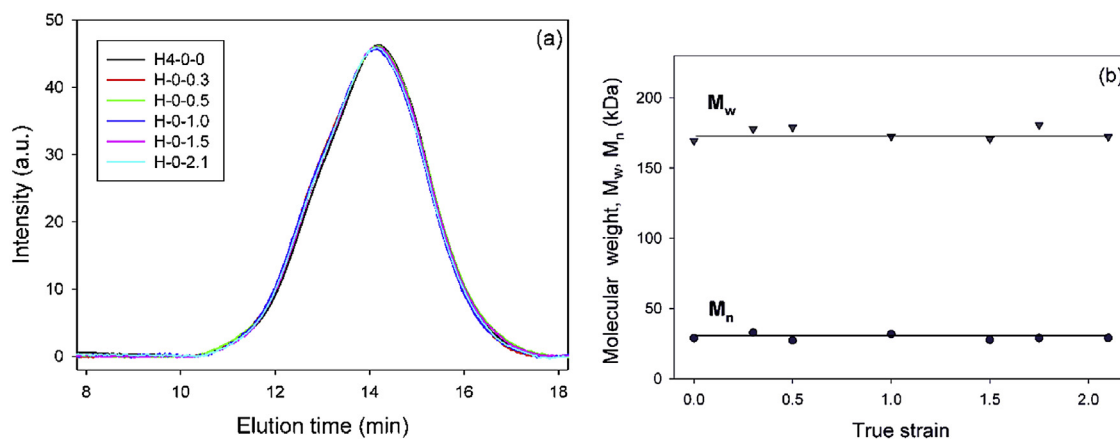 (a)
H4-0-0
H-0-0.3
H-0-0.5
H-0-1.0
H-0-1.5
H-0-2.1
Intensity (a.u.)
50
40
30
20
10
0
8
10
12
14
16
18
Elution time (min)
(b)
Molecular weight, Mw, Mn (kDa)
200
150
100
50
0
Mw
Mn
0.0
0.5
1.0
1.5
2.0
True strain